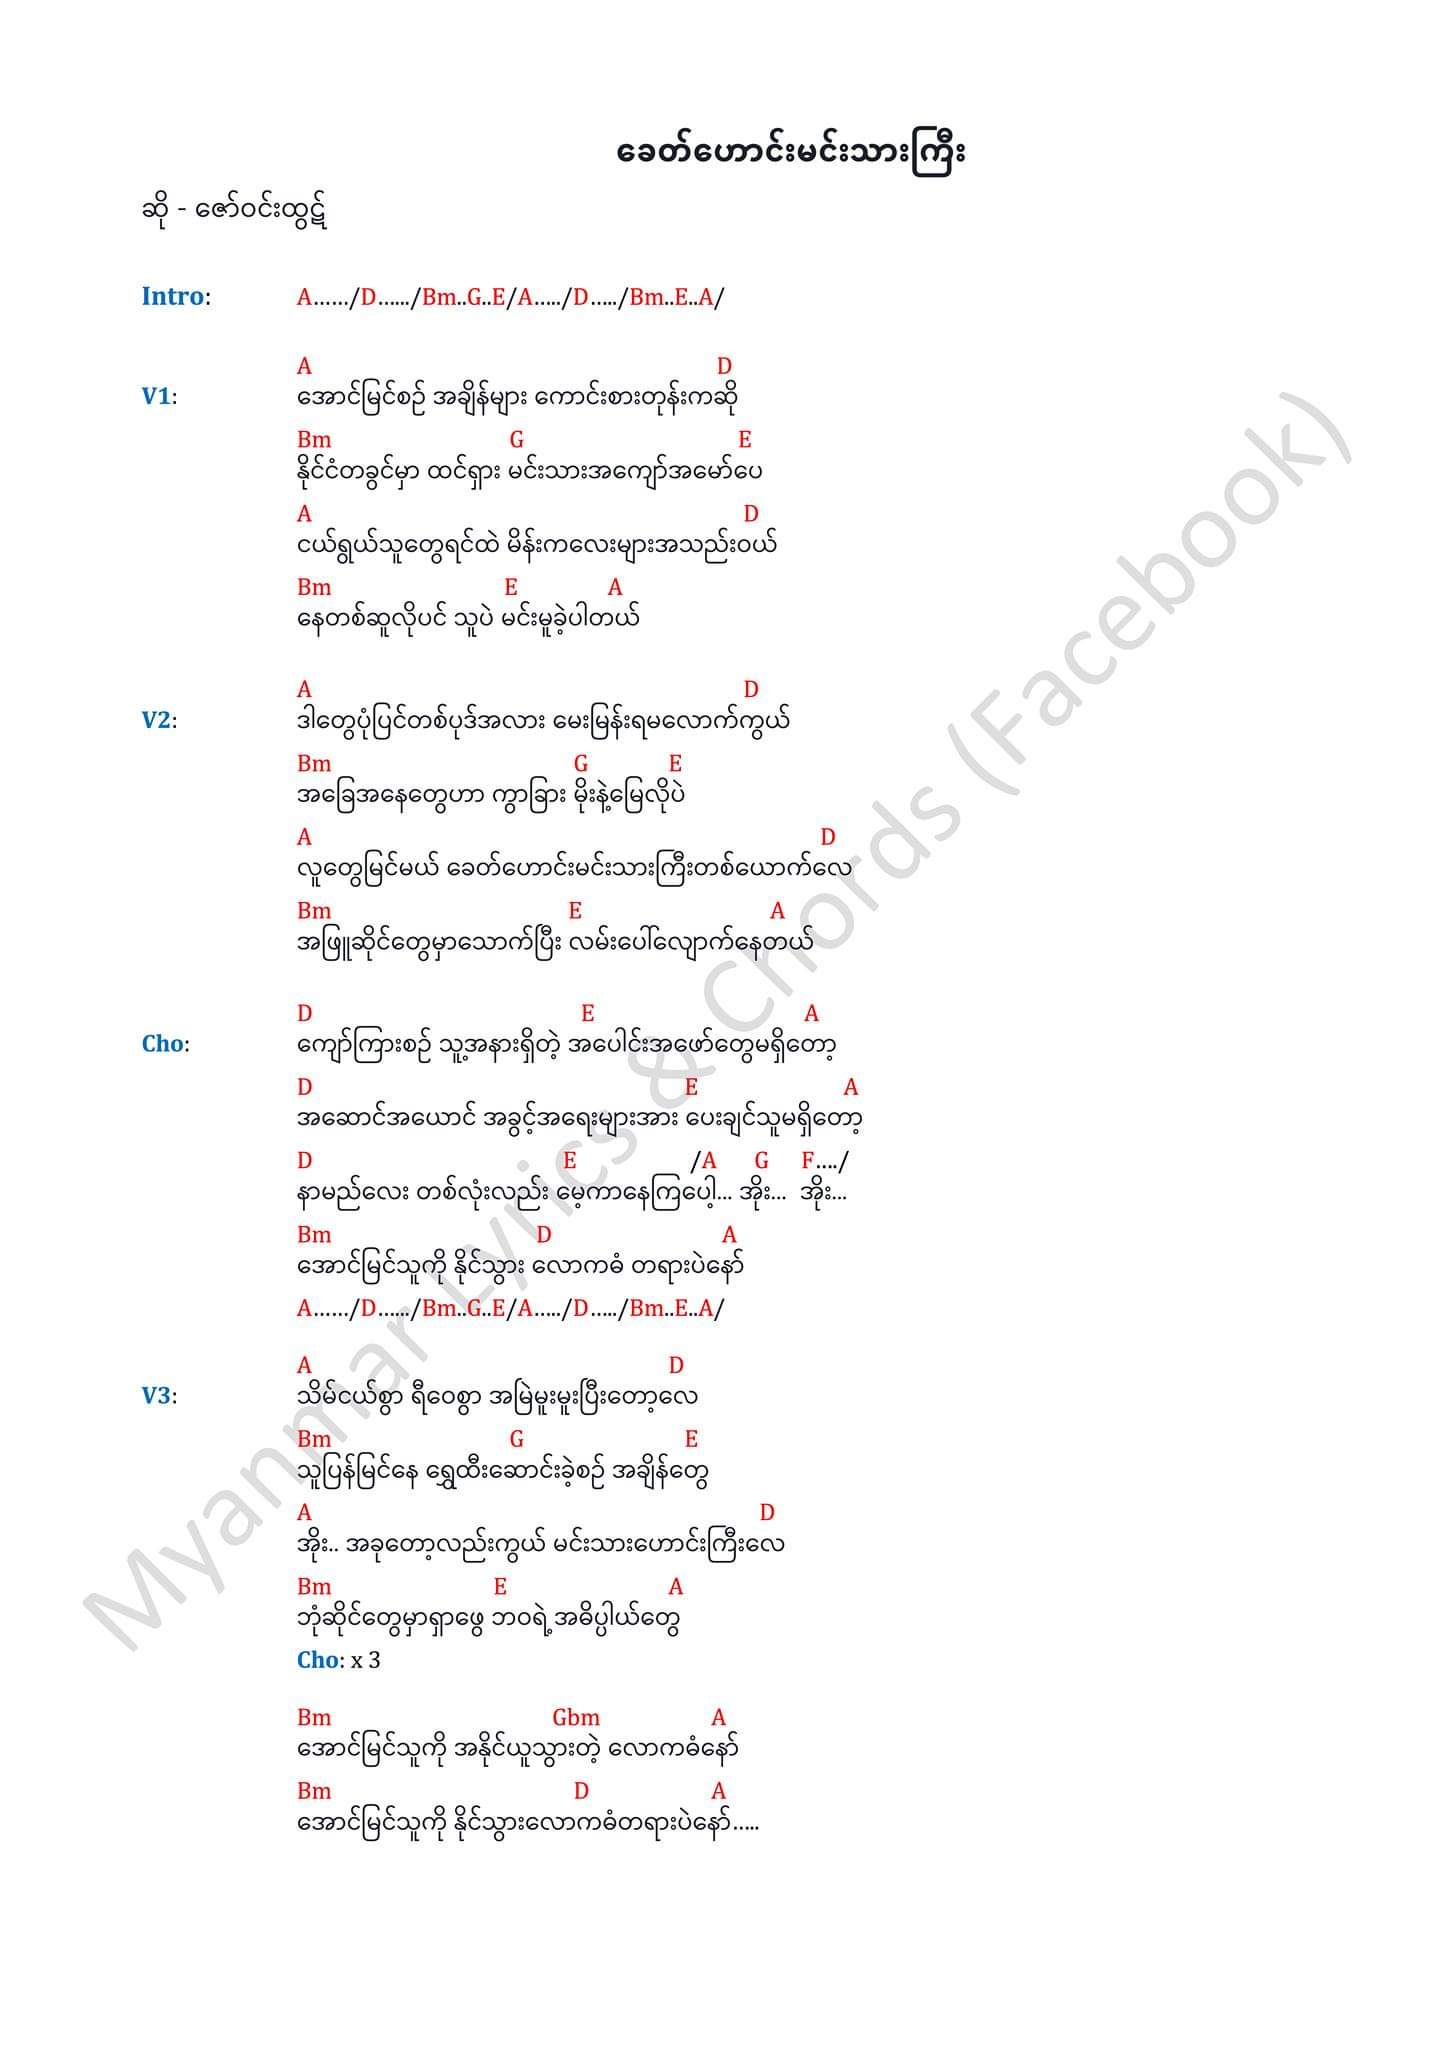 ခေတ်ဟောင်းမင်းသားကြီး
ဆို - ဇော်ဝင်းထွဋ်
Intro: A....../D....../Bm..G..E/A...../D...../Bm..E..A/
A D
V1: အောင်မြင်စဉ် အချိန်များ ကောင်းစားတုန်းကဆို
Bm G E
နိုင်ငံတခွင်မှာ ထင်ရှား မင်းသားအကျော်အမော်ပေ
A D
ငယ်ရွယ်သူတွေရင်ထဲ မိန်းကလေးများအသည်းဝယ်
Bm E A
နေတစ်ဆူလိုပင် သူပဲ မင်းမူခဲ့ပါတယ်
A D
V2: ဒါတွေပုံပြင်တစ်ပုဒ်အလား မေးမြန်းရမလောက်ကွယ်
Bm G E
အခြေအနေတွေဟာ ကွာခြား မိုးနဲ့မြေလိုပဲ
A D
လူတွေမြင်မယ် ခေတ်ဟောင်းမင်းသားကြီးတစ်ယောက်လေ
Bm E A
အဖြူဆိုင်တွေမှာသောက်ပြီး လမ်းပေါ်လျောက်နေတယ်
D E A
Cho: ကျော်ကြားစဉ် သူ့အနားရှိတဲ့ အပေါင်းအဖော်တွေမရှိတော့
D E A
အဆောင်အယောင် အခွင့်အရေးများအား ပေးချင်သူမရှိတော့
D E /A G F..../
နာမည်လေး တစ်လုံးလည်း မေ့ကာနေကြပေါ့... အိုး... အိုး...
Bm D A
အောင်မြင်သူကို နိုင်သွား လောကဓံ တရားပဲနော်
A....../D....../Bm..G..E/A...../D...../Bm..E..A/
A D
V3: သိမ်ငယ်စွာ ရီဝေစွာ အမြဲမူးမူးပြီးတော့လေ
Bm G E
သူပြန်မြင်နေ ရွှေထီးဆောင်းခဲ့စဉ် အချိန်တွေ
A D
အိုး.. အခုတော့လည်းကွယ် မင်းသားဟောင်းကြီးလေ
Bm E A
ဘုံဆိုင်တွေမှာရှာဖွေ ဘဝရဲ့အဓိပ္ပါယ်တွေ
Cho: x 3
Bm Gbm A
အောင်မြင်သူကို အနိုင်ယူသွားတဲ့ လောကဓံနော်
Bm D A
အောင်မြင်သူကို နိုင်သွားလောကဓံတရားပဲနော်.....
Myanmar Lyrics & Chords (Facebook)